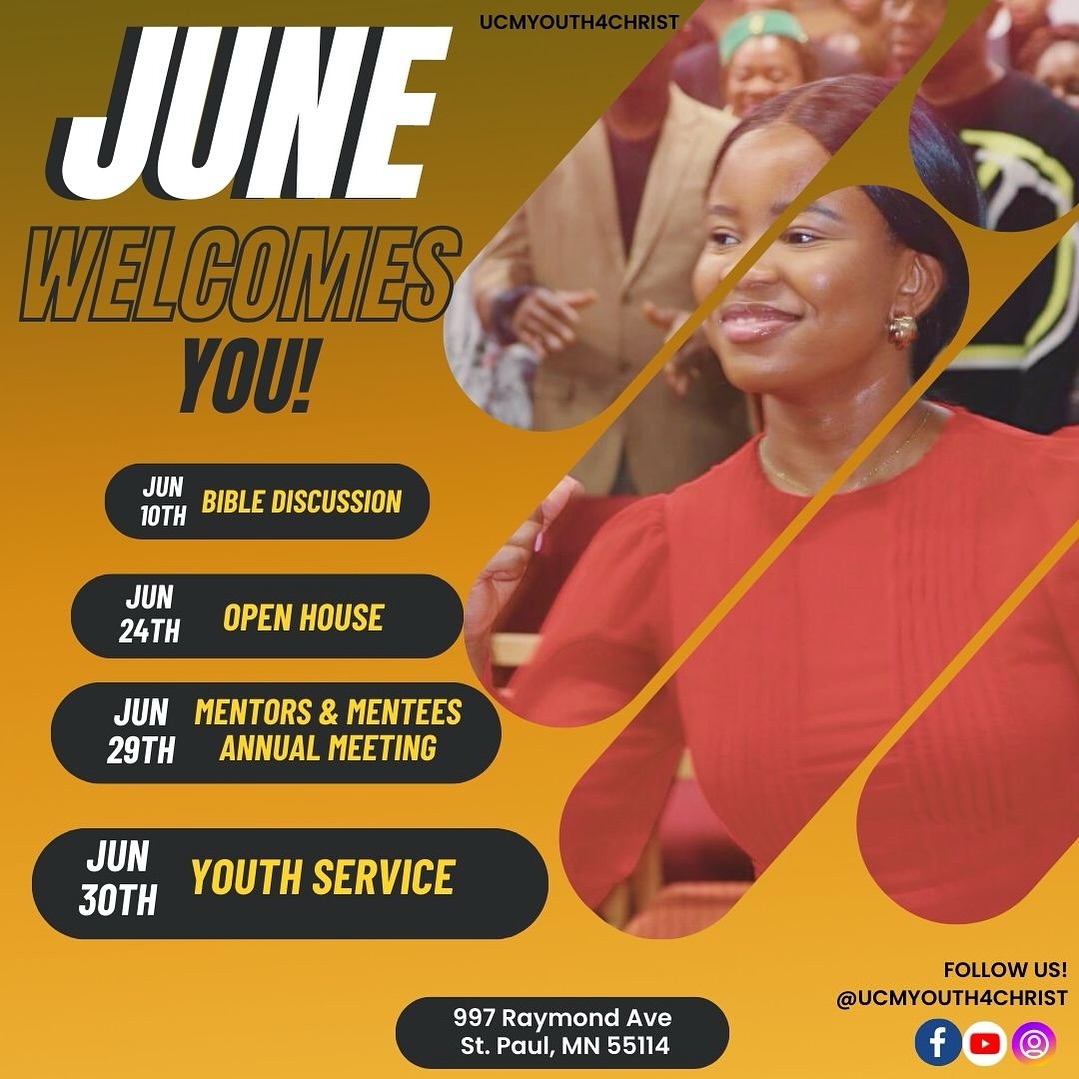 UCMYOUTH4CHRIST
JUNE
WELCOMES
YOU!
JUN
10TH
BIBLE DISCUSSION
JUN
24TH
OPEN HOUSE
JUN
29TH
MENTORS & MENTEES
ANNUAL MEETING
JUN
30TH
YOUTH SERVICE
FOLLOW US!
@UCMYOUTH4CHRIST
997 Raymond Ave
St. Paul, MN 55114